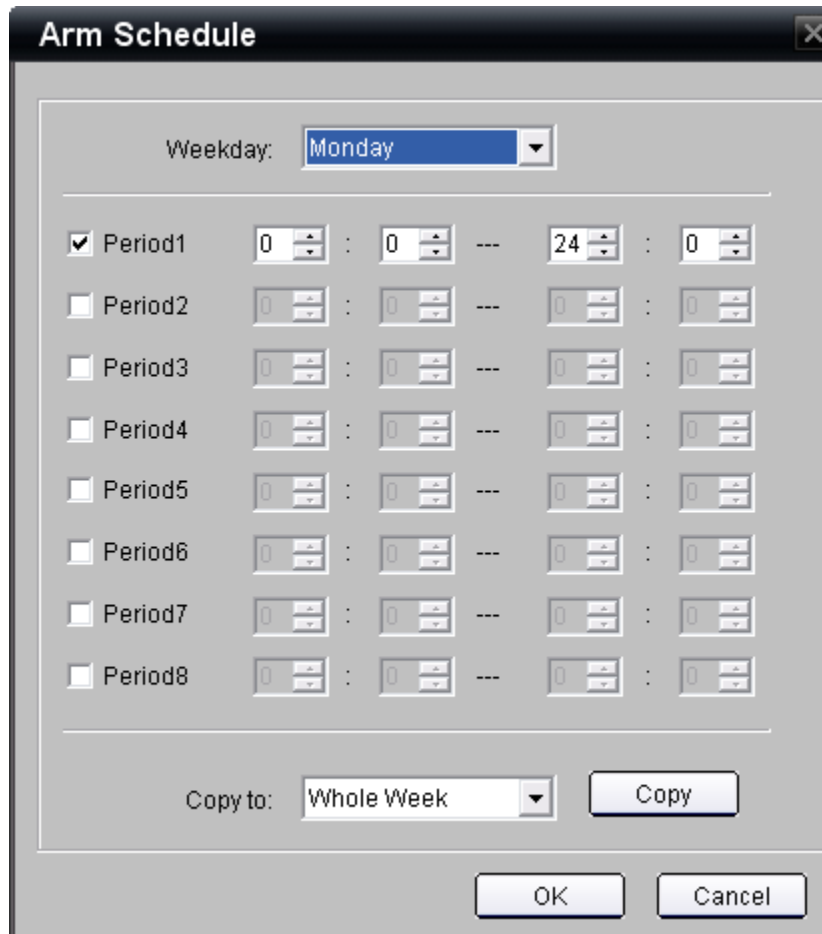 Arm Schedule
Weekday: Monday
Period1 0 : 0 --- 24 : 0
Period2 0 : 0 --- 0 : 0
Period3 0 : 0 --- 0 : 0
Period4 0 : 0 --- 0 : 0
Period5 0 : 0 --- 0 : 0
Period6 0 : 0 --- 0 : 0
Period7 0 : 0 --- 0 : 0
Period8 0 : 0 --- 0 : 0
Copy to: Whole Week Copy
OK Cancel